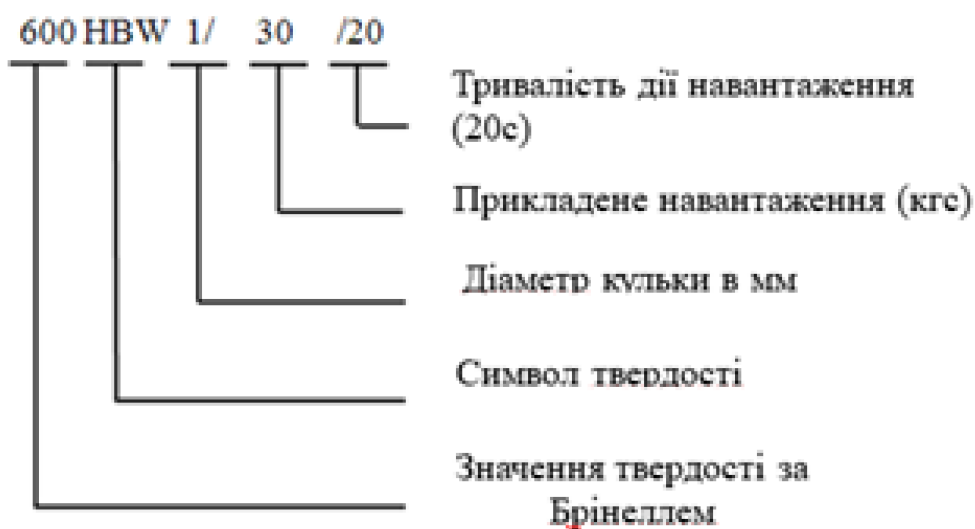 600 HBW 1/ 30 /20
Тривалість дії навантаження
(20с)
Прикладене навантаження (кгс)
Діаметр кульки в мм
Символ твердості
Значення твердості за
Брінеллем